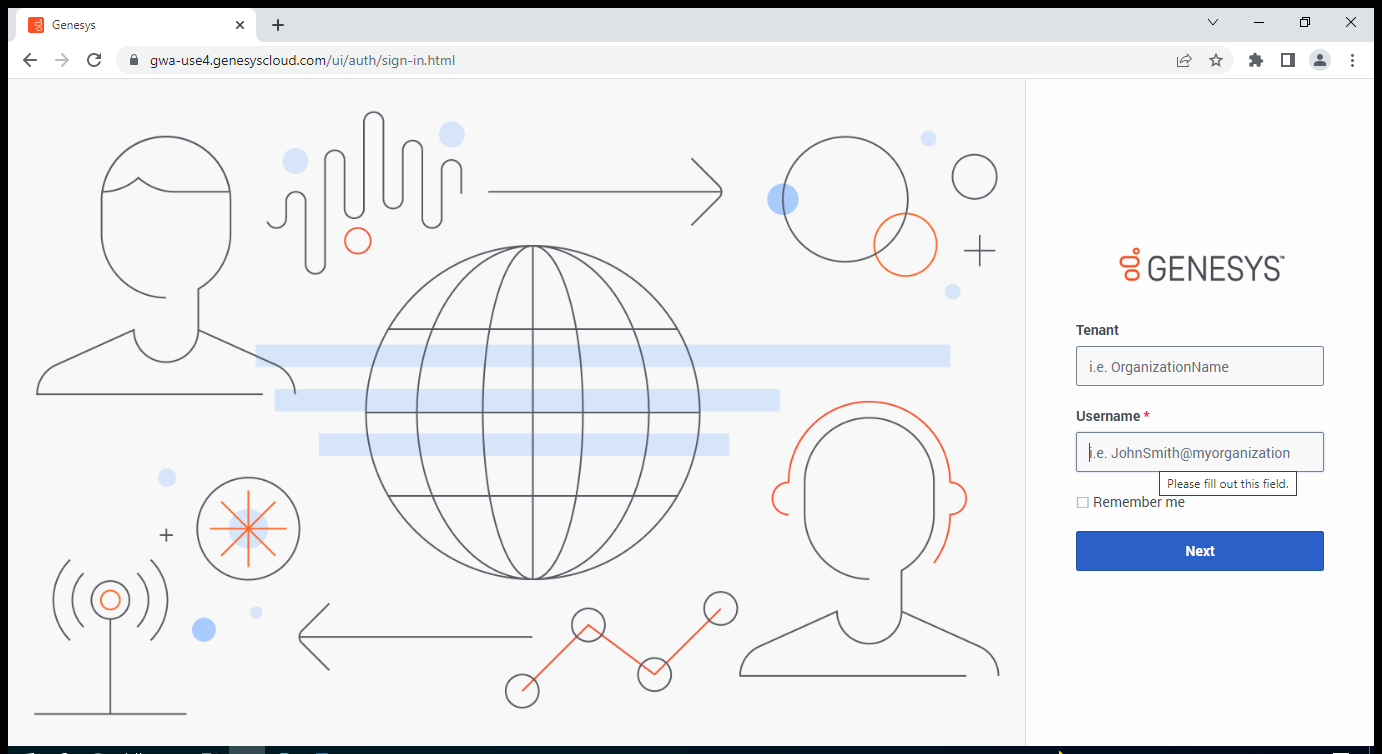 Genesys
gwa-use4.genesyscloud.com/ui/auth/sign-in.html
GENESYS™
Tenant
i.e. OrganizationName
Username *
i.e. JohnSmith@myorganization
Please fill out this field.
Remember me
Next